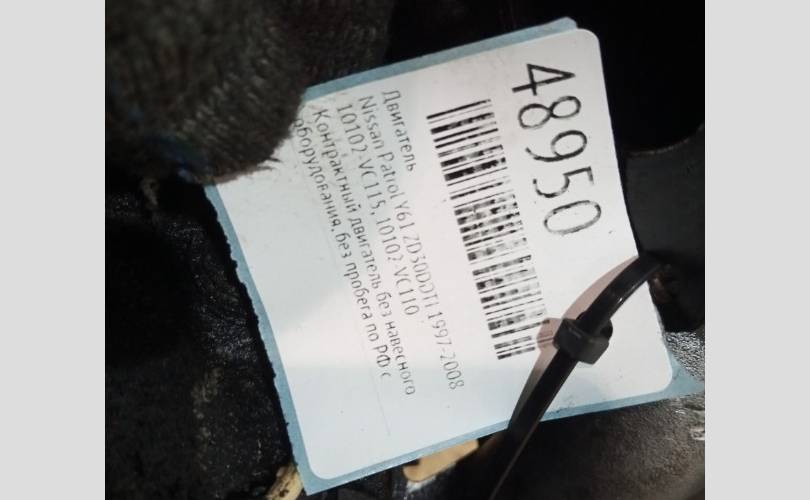 48950
Двигатель
Nissan Patrol Y61 ZD30DDTI 1997-2008
10102-VC115, 10102-VC110
Контрактный двигатель без навесного
оборудования, без пробега по РФ с